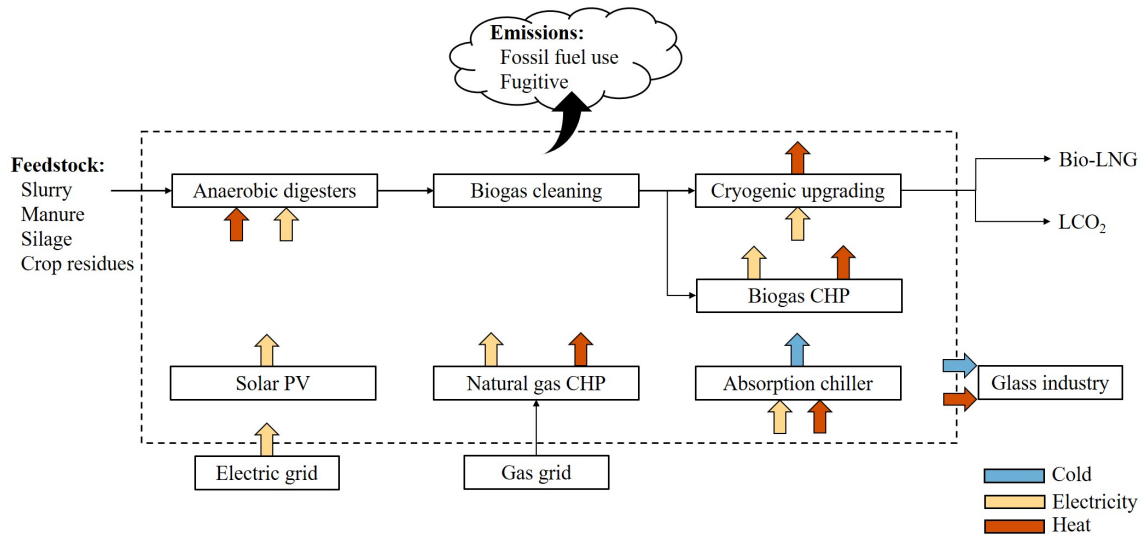 Emissions:
Fossil fuel use
Fugitive
Feedstock:
Slurry
Manure
Silage
Crop residues
Anaerobic digesters
Biogas cleaning
Cryogenic upgrading
Bio-LNG
LCO₂
Biogas CHP
Solar PV
Natural gas CHP
Absorption chiller
Glass industry
Electric grid
Gas grid
Cold
Electricity
Heat